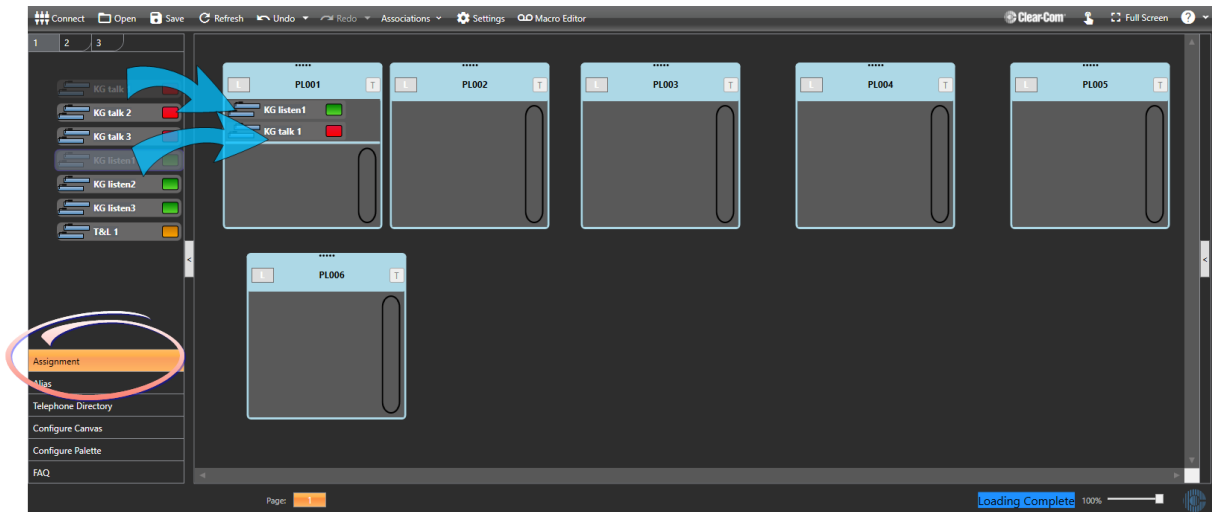 Connect Open Save Refresh Undo Redo Associations Settings Macro Editor Clear-Com Full Screen ?
1 2 3
PL001 T L PL002 T L PL003 T L PL004 T L PL005 T
KG talk
KG talk 2
KG talk 3
KG listen1
KG listen2
KG listen3
T&L 1
KG listen1
KG talk 1
L PL006 T
Assignment
Alias
Telephone Directory
Configure Canvas
Configure Palette
FAQ
Page: 1
Loading Complete 100%